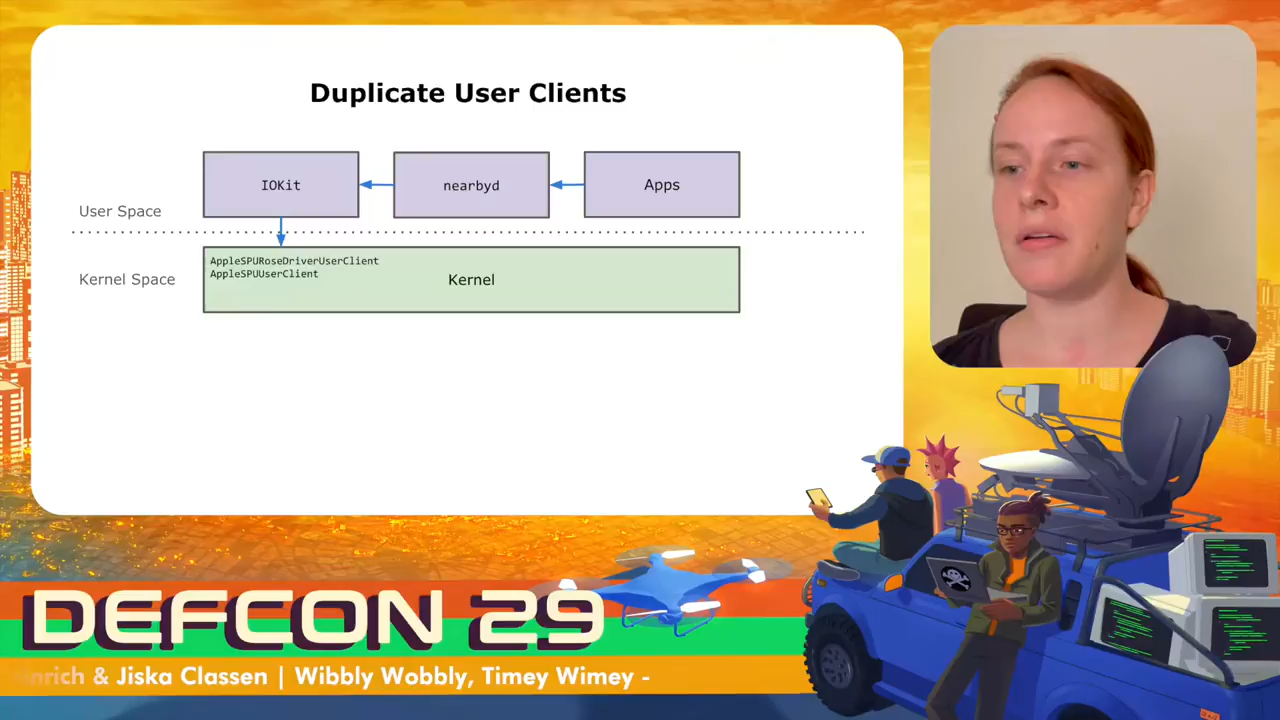 Duplicate User Clients
IOKit
nearbyd
Apps
User Space
Kernel Space
AppleSPURoseDriverUserClient
AppleSPUUserClient
Kernel
DEFCON 29
nrich & Jiska Classen | Wibbly Wobbly, Timey Wimey -